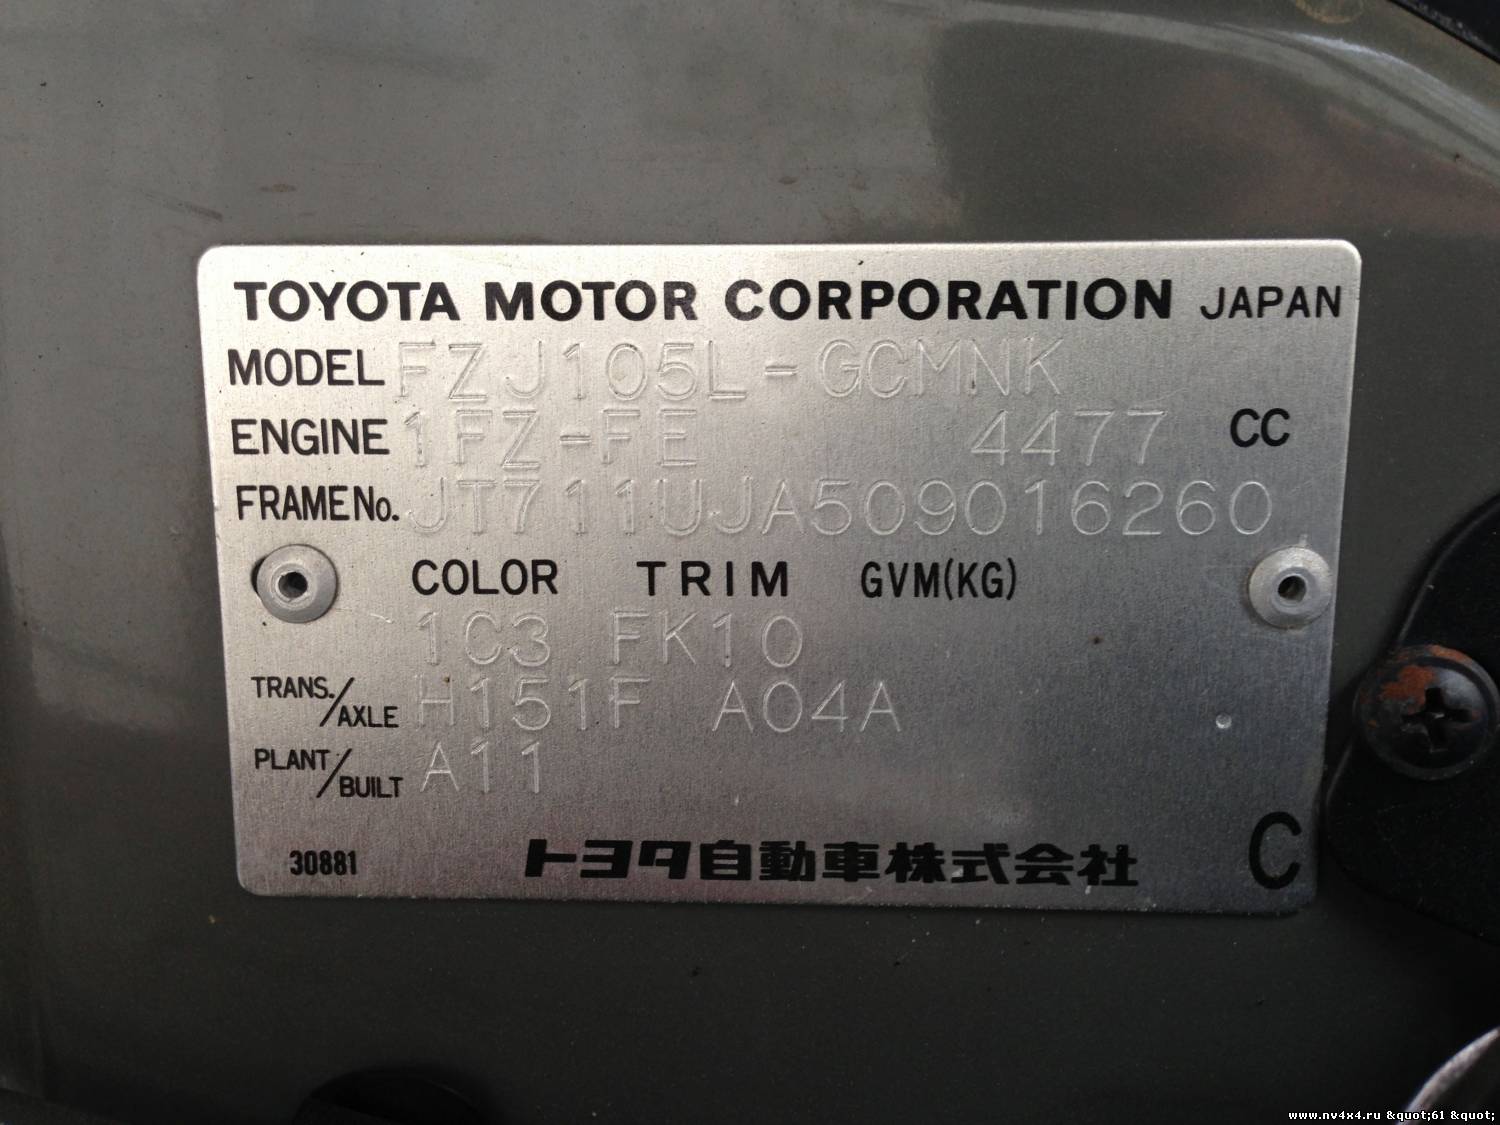 TOYOTA MOTOR CORPORATION JAPAN
MODEL FZJ105L-GCMNK
ENGINE 1FZ-FE 4477 CC
FRAME No. JT711UJA509016260
COLOR TRIM GVM(KG)
1C3 FK10
TRANS./AXLE H151F A04A
PLANT/BUILT A11
30881 トヨタ自動車株式会社 C
www.nv4x4.ru &quot;61 &quot;